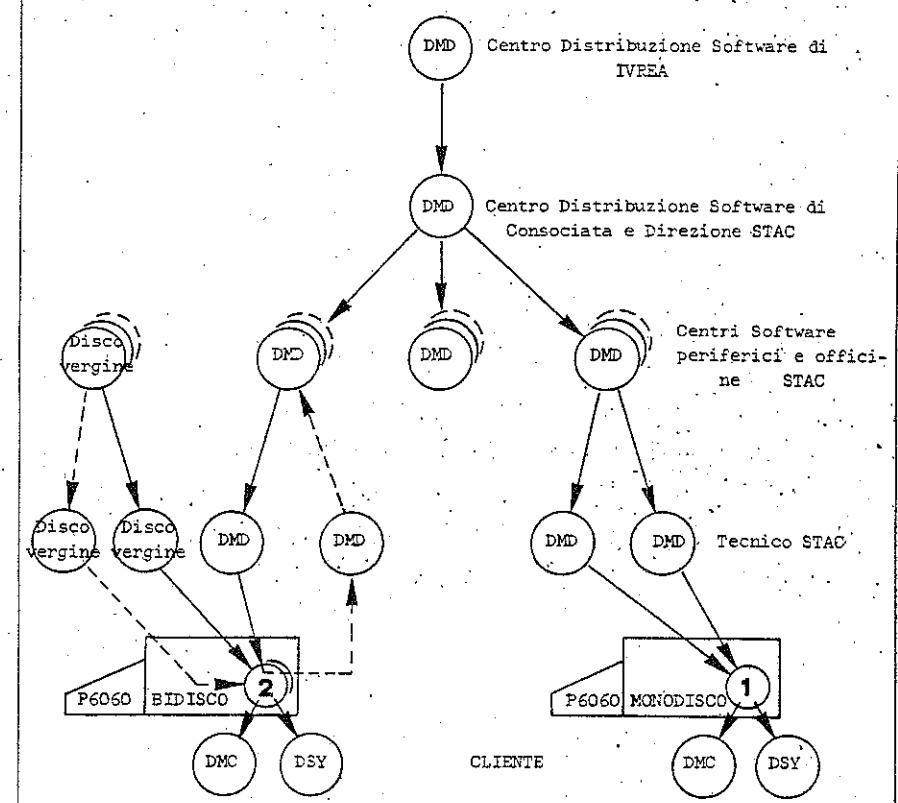 DMD
Centro Distribuzione Software di
IVREA
DMD
Centro Distribuzione Software di
Consociata e Direzione STAC
Disco
vergine
DMD
DMD
DMD
Centri Software
periferici e offici-
ne STAC
Disco
vergine
Disco
vergine
DMD
DMD
DMD
DMD
Tecnico STAC
P6060
BIDISCO
2
P6060
MONODISCO
1
DMC
DSY
CLIENTE
DMC
DSY